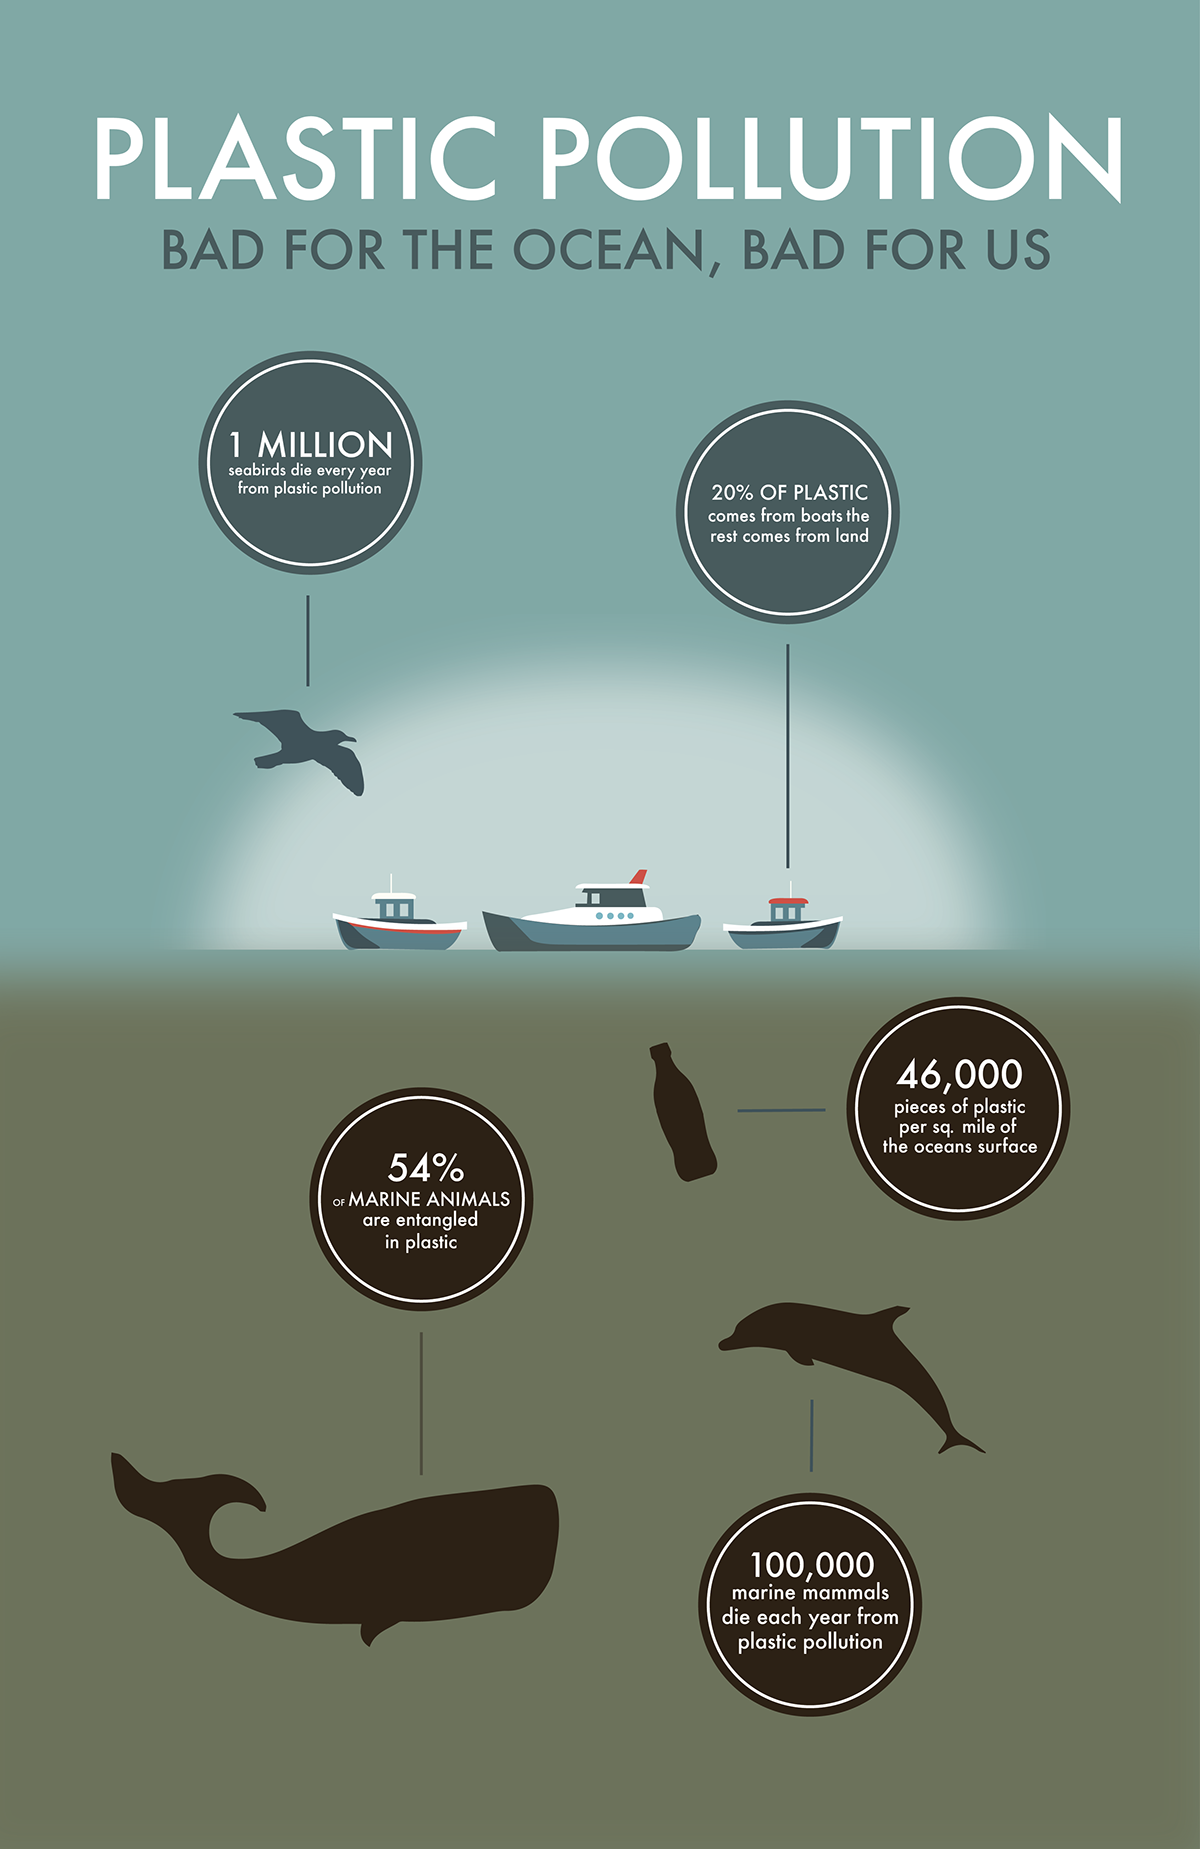 PLASTIC POLLUTION
BAD FOR THE OCEAN, BAD FOR US
1 MILLION
seabirds die every year
from plastic pollution
20% OF PLASTIC
comes from boats the
rest comes from land
46,000
pieces of plastic
per sq. mile of
the oceans surface
54%
OF MARINE ANIMALS
are entangled
in plastic
100,000
marine mammals
die each year from
plastic pollution